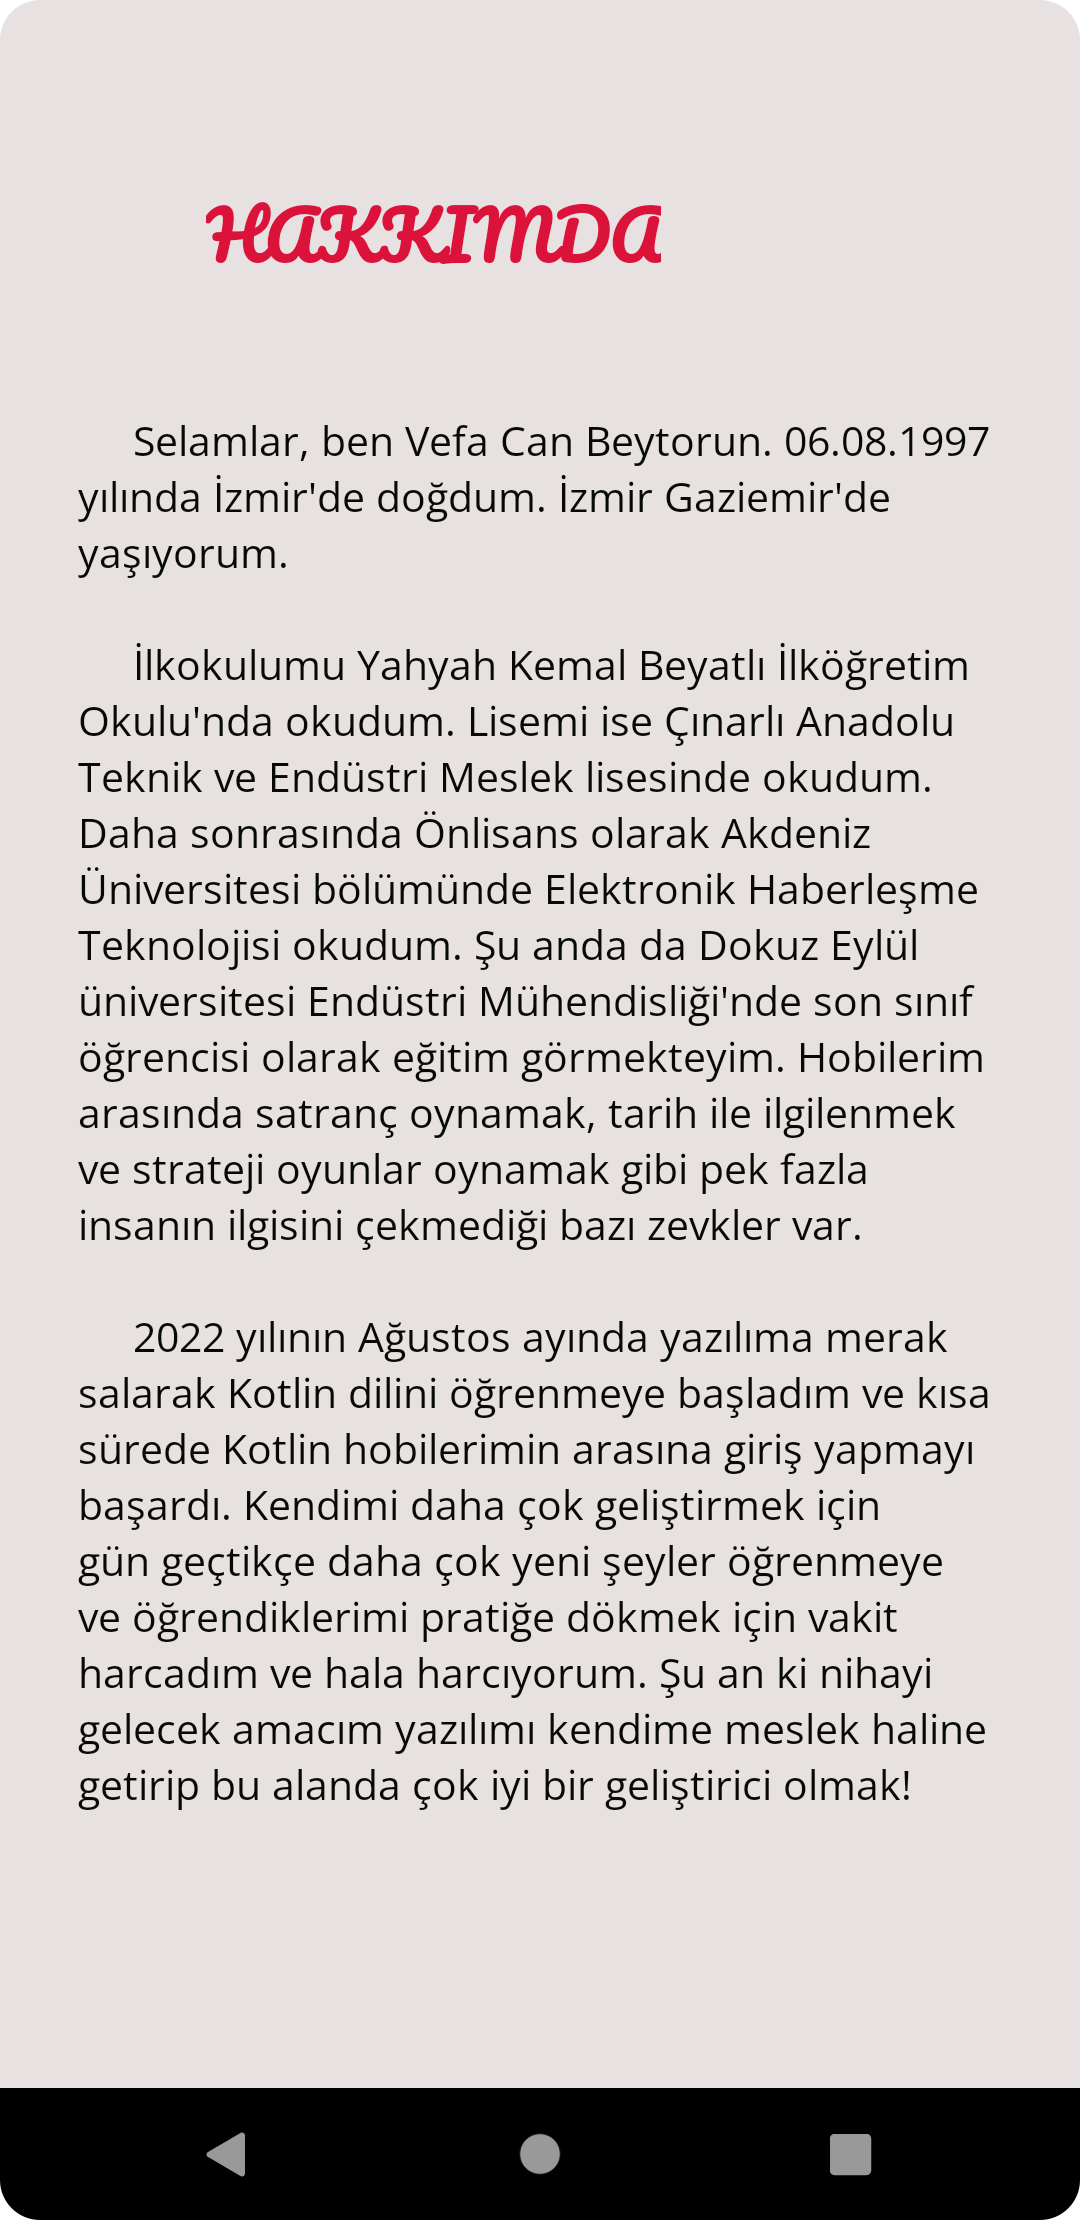 HAKKIMDA
Selamlar, ben Vefa Can Beytorun. 06.08.1997
yılında İzmir'de doğdum. İzmir Gaziemir'de
yaşıyorum.
İlkokulumu Yahyah Kemal Beyatlı İlköğretim
Okulu'nda okudum. Lisemi ise Çınarlı Anadolu
Teknik ve Endüstri Meslek lisesinde okudum.
Daha sonrasında Önlisans olarak Akdeniz
Üniversitesi bölümünde Elektronik Haberleşme
Teknolojisi okudum. Şu anda da Dokuz Eylül
üniversitesi Endüstri Mühendisliği'nde son sınıf
öğrencisi olarak eğitim görmekteyim. Hobilerim
arasında satranç oynamak, tarih ile ilgilenmek
ve strateji oyunlar oynamak gibi pek fazla
insanın ilgisini çekmediği bazı zevkler var.
2022 yılının Ağustos ayında yazılıma merak
salarak Kotlin dilini öğrenmeye başladım ve kısa
sürede Kotlin hobilerimin arasına giriş yapmayı
başardı. Kendimi daha çok geliştirmek için
gün geçtikçe daha çok yeni şeyler öğrenmeye
ve öğrendiklerimi pratiğe dökmek için vakit
harcadım ve hala harcıyorum. Şu an ki nihayi
gelecek amacım yazılımı kendime meslek haline
getirip bu alanda çok iyi bir geliştirici olmak!